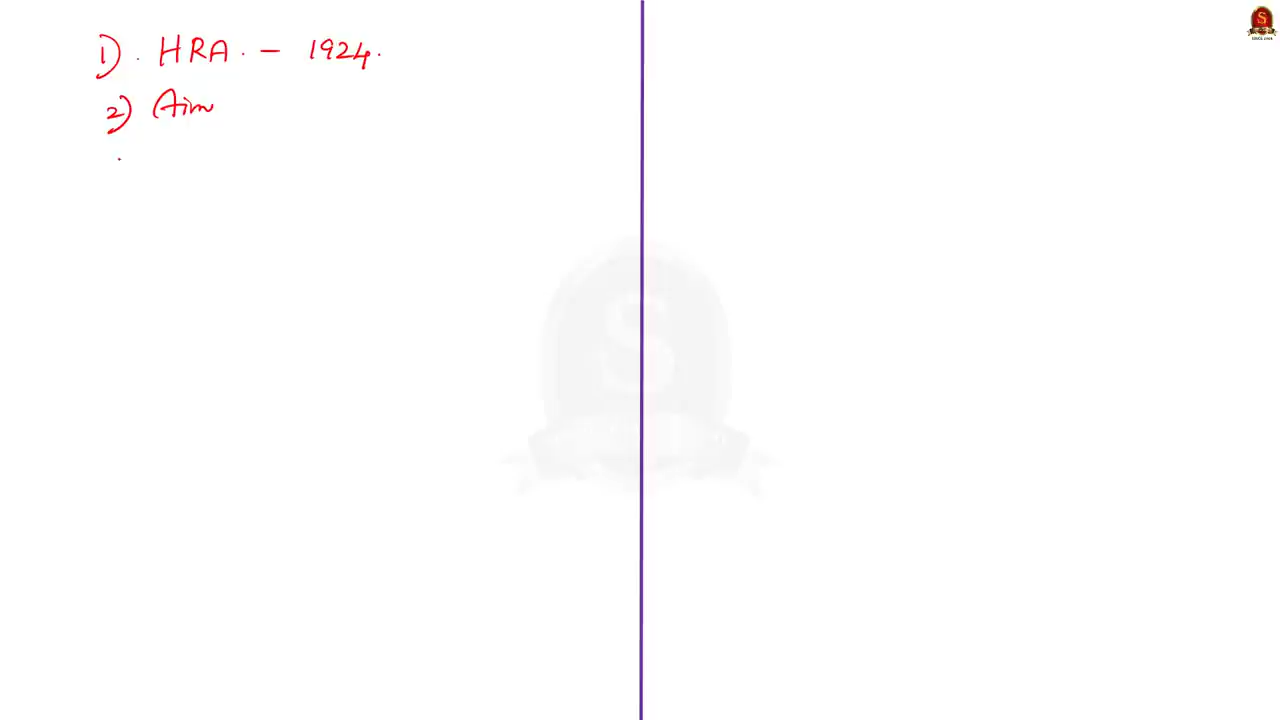 1) . HRA . - 1924.
2) Aim